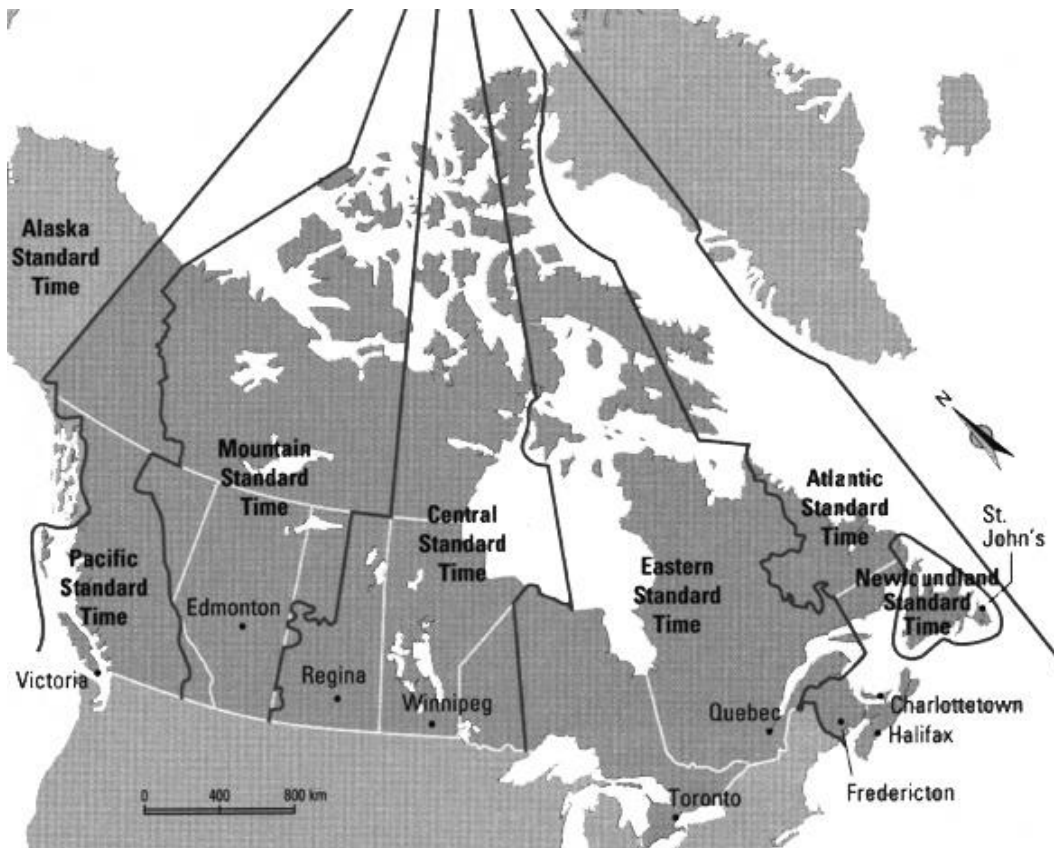 Alaska
Standard
Time
N
Mountain
Standard
Time
Atlantic
Standard
Time
St.
John's
Central
Standard
Time
Pacific
Standard
Time
Eastern
Standard
Time
Newfoundland
Standard
Time
Edmonton
Victoria
Regina
Winnipeg
Quebec
Charlottetown
Halifax
Fredericton
Toronto
0 400 800 km